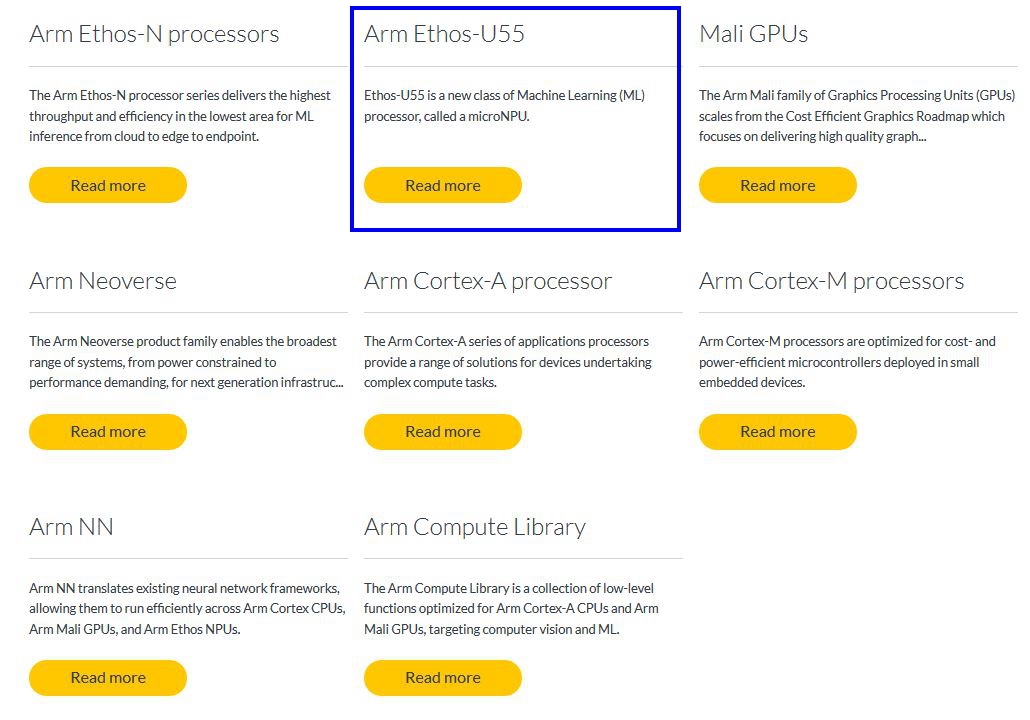 Arm Ethos-N processors
The Arm Ethos-N processor series delivers the highest
throughput and efficiency in the lowest area for ML
inference from cloud to edge to endpoint.
Read more
Arm Ethos-U55
Ethos-U55 is a new class of Machine Learning (ML)
processor, called a microNPU.
Read more
Mali GPUs
The Arm Mali family of Graphics Processing Units (GPUs)
scales from the Cost Efficient Graphics Roadmap which
focuses on delivering high quality graph...
Read more
Arm Neoverse
The Arm Neoverse product family enables the broadest
range of systems, from power constrained to
performance demanding, for next generation infrastruc...
Read more
Arm Cortex-A processor
The Arm Cortex-A series of applications processors
provide a range of solutions for devices undertaking
complex compute tasks.
Read more
Arm Cortex-M processors
Arm Cortex-M processors are optimized for cost- and
power-efficient microcontrollers deployed in small
embedded devices.
Read more
Arm NN
Arm NN translates existing neural network frameworks,
allowing them to run efficiently across Arm Cortex CPUs,
Arm Mali GPUs, and Arm Ethos NPUs.
Read more
Arm Compute Library
The Arm Compute Library is a collection of low-level
functions optimized for Arm Cortex-A CPUs and Arm
Mali GPUs, targeting computer vision and ML.
Read more